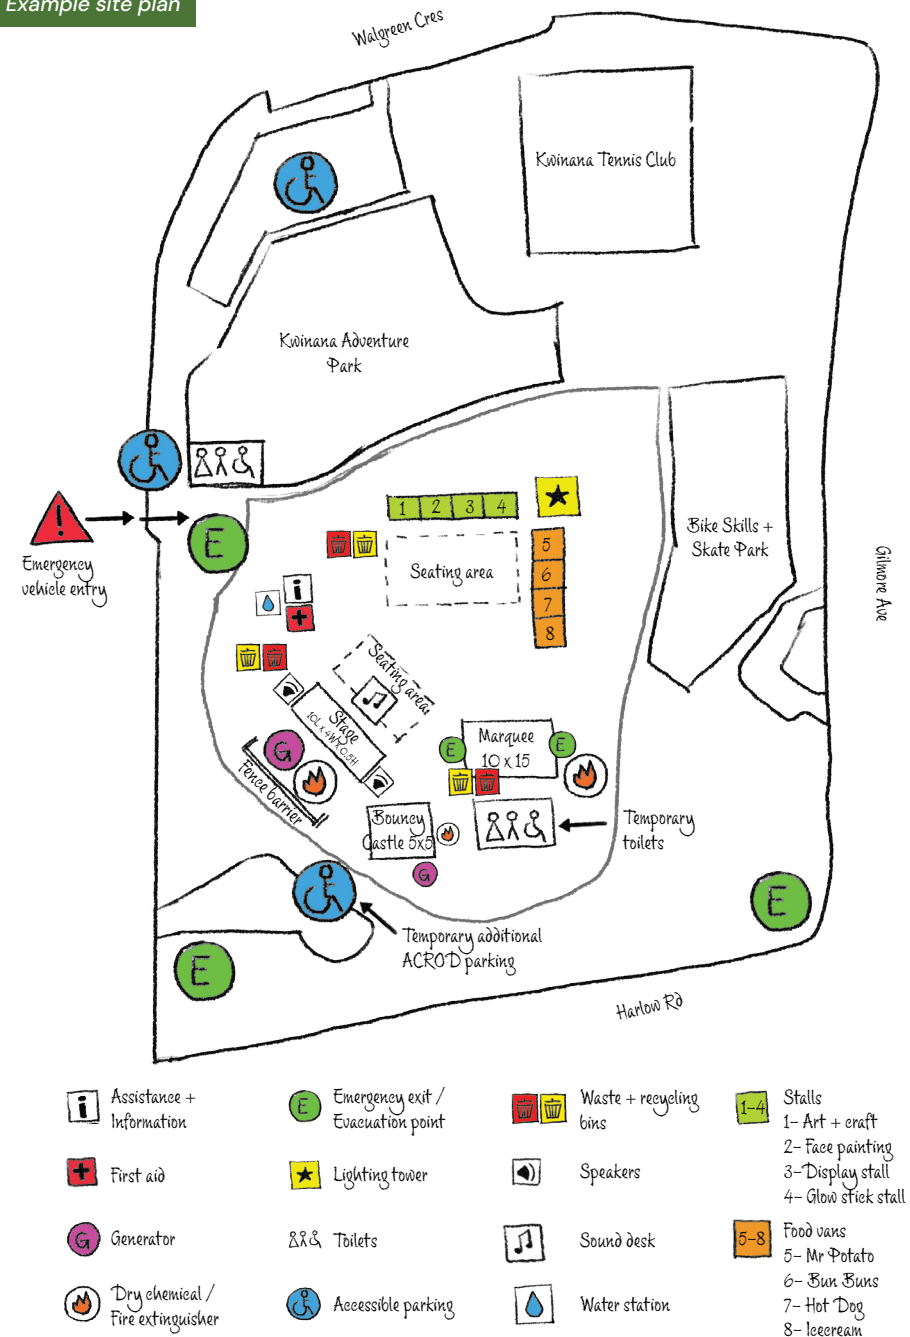 Example site plan
Walgreen Cres
Kwinana Tennis Club
Kwinana Adventure
Park
Emergency
vehicle entry
E
1 2 3 4
Seating area
5
6
7
8
Bike Skills +
Skate Park
Gilmore Ave
i
Seating area
Stage
10L x 4W x 0.5H
G
Fence barrier
Marquee
10 x 15
E
E
Bouncy
Castle 5x5
G
Temporary
toilets
E
Temporary additional
ACROD parking
E
Harlow Rd
i
Assistance +
Information
First aid
G
Generator
Dry chemical /
Fire extinguisher
E
Emergency exit /
Evacuation point
Lighting tower
Toilets
Accessible parking
Waste + recycling
bins
Speakers
Sound desk
Water station
1-4
Stalls
1- Art + craft
2- Face painting
3- Display stall
4- Glow stick stall
5-8
Food vans
5- Mr Potato
6- Bun Buns
7- Hot Dog
8- Icecream